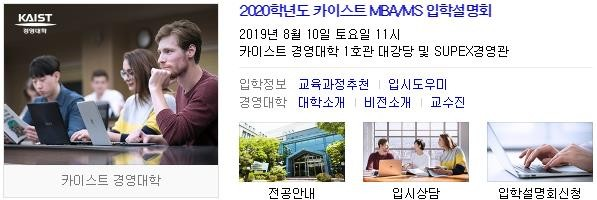 KAIST
경영대학
카이스트 경영대학
2020학년도 카이스트 MBA/MS 입학설명회
2019년 8월 10일 토요일 11시
카이스트 경영대학 1호관 대강당 및 SUPEX경영관
입학정보 교육과정추천 | 입시도우미
경영대학 대학소개 | 비전소개 | 교수진
전공안내 입시상담 입학설명회신청